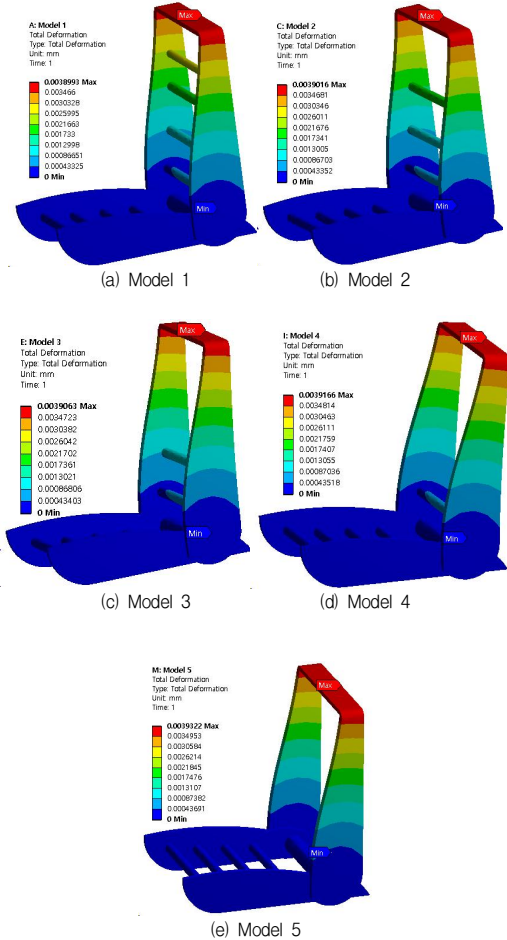 A: Model 1
Total Deformation
Type: Total Deformation
Unit: mm
Time: 1
0.0038993 Max
0.003466
0.0030328
0.0025995
0.0021663
0.001733
0.0012998
0.00086651
0.00043325
0 Min
Max
Min
(a) Model 1
C: Model 2
Total Deformation
Type: Total Deformation
Unit: mm
Time: 1
0.0039016 Max
0.0034681
0.0030346
0.0026011
0.0021676
0.0017341
0.0013005
0.00086703
0.00043352
0 Min
Max
Min
(b) Model 2
E: Model 3
Total Deformation
Type: Total Deformation
Unit: mm
Time: 1
0.0039063 Max
0.0034723
0.0030382
0.0026042
0.0021702
0.0017361
0.0013021
0.00086806
0.00043403
0 Min
Max
Min
(c) Model 3
I: Model 4
Total Deformation
Type: Total Deformation
Unit: mm
Time: 1
0.0039166 Max
0.0034814
0.0030463
0.0026111
0.0021759
0.0017407
0.0013055
0.00087036
0.00043518
0 Min
Max
Min
(d) Model 4
M: Model 5
Total Deformation
Type: Total Deformation
Unit: mm
Time: 1
0.0039322 Max
0.0034953
0.0030584
0.0026214
0.0021845
0.0017476
0.0013107
0.00087382
0.00043691
0 Min
Max
Min
(e) Model 5